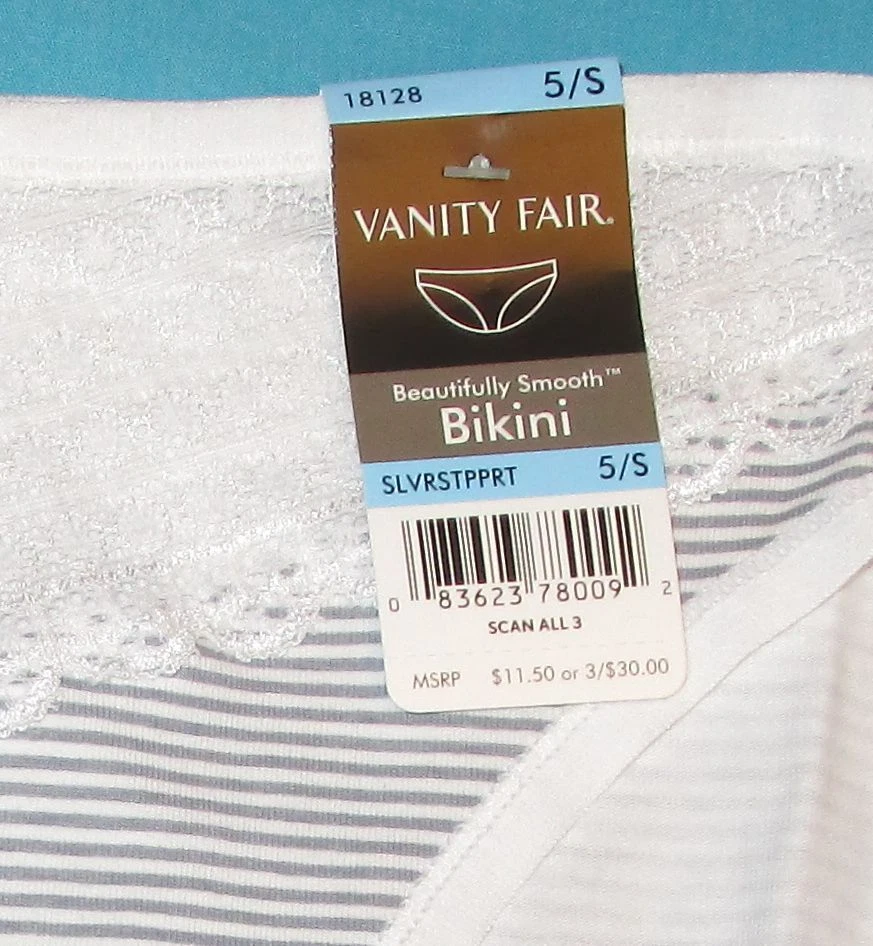 18128 5/S
VANITY FAIR®
Beautifully Smooth™
Bikini
SLVRSTPPRT 5/S
0 83623 78009 2
SCAN ALL 3
MSRP $11.50 or 3/$30.00